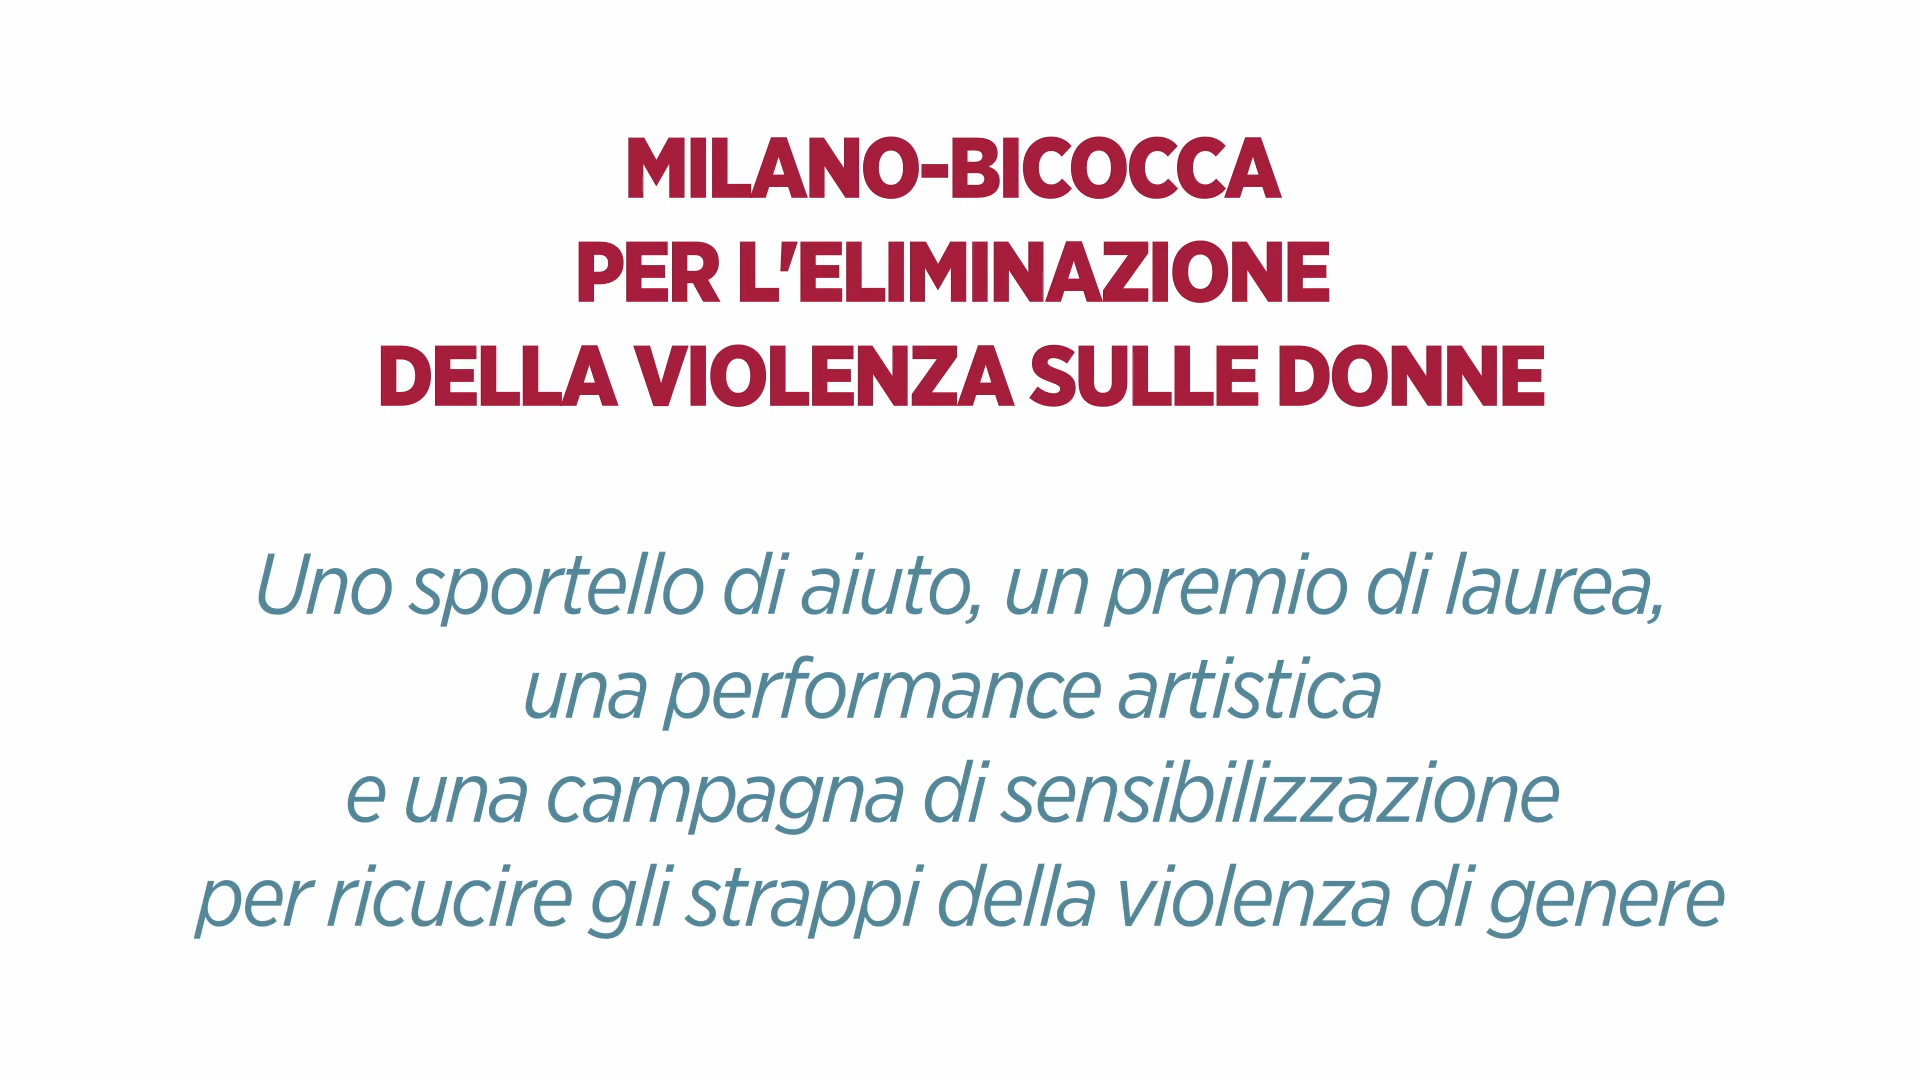 MILANO-BICOCCA
PER L'ELIMINAZIONE
DELLA VIOLENZA SULLE DONNE
Uno sportello di aiuto, un premio di laurea,
una performance artistica
e una campagna di sensibilizzazione
per ricucire gli strappi della violenza di genere